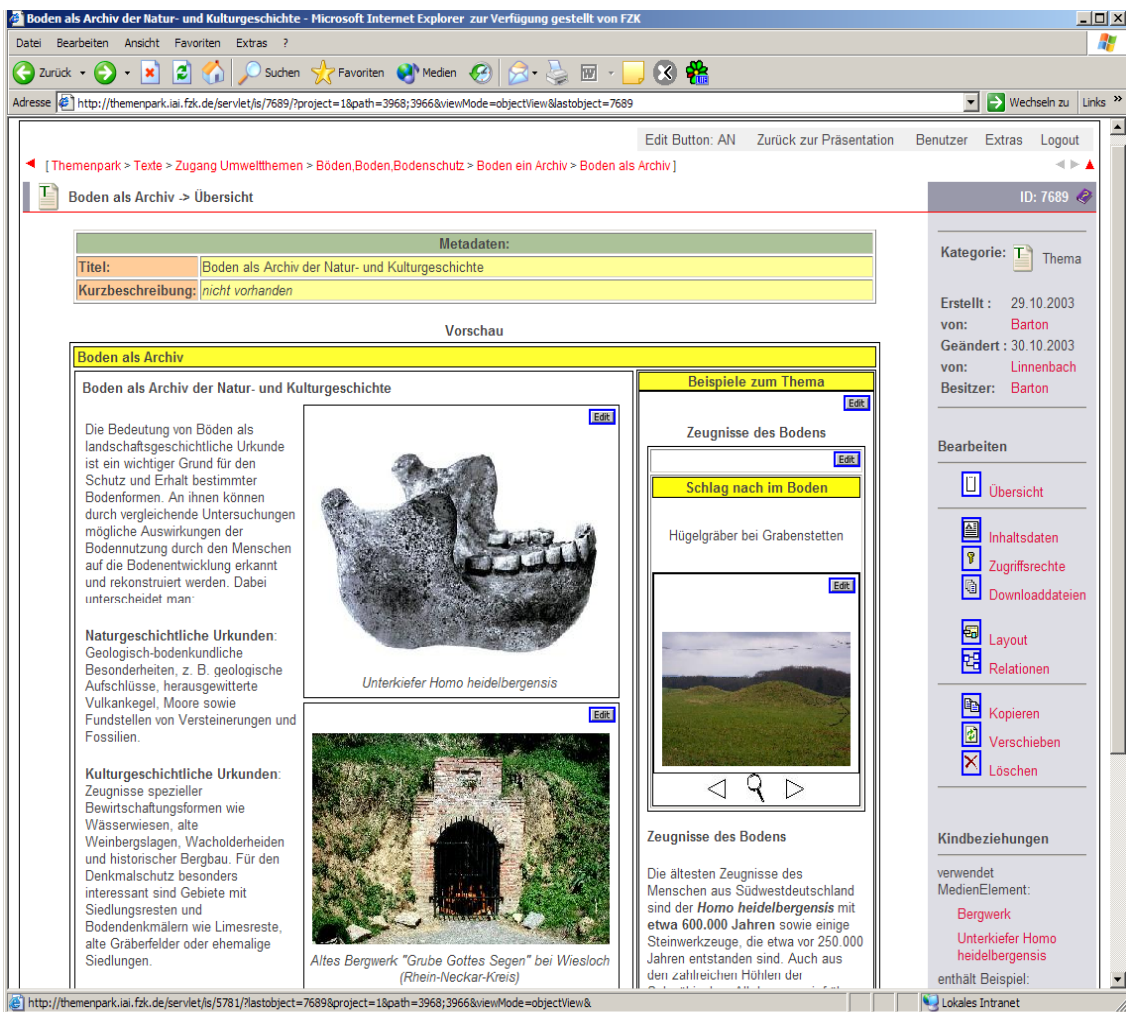 Boden als Archiv der Natur- und Kulturgeschichte - Microsoft Internet Explorer zur Verfügung gestellt von FZK
Datei Bearbeiten Ansicht Favoriten Extras ?
Zurück Suchen Favoriten Medien
Adresse http://themenpark.iai.fzk.de/servlet/is/7689/?project=1&path=3968;3966&viewMode=objectView&lastobject=7689 Wechseln zu Links »
Edit Button: AN Zurück zur Präsentation Benutzer Extras Logout
[ Themenpark > Texte > Zugang Umweltthemen > Böden,Boden,Bodenschutz > Boden ein Archiv > Boden als Archiv ]
T Boden als Archiv -> Übersicht
ID: 7689
Metadaten:
Titel: Boden als Archiv der Natur- und Kulturgeschichte
Kurzbeschreibung: nicht vorhanden
Vorschau
Boden als Archiv
Boden als Archiv der Natur- und Kulturgeschichte
Die Bedeutung von Böden als
landschaftsgeschichtliche Urkunde
ist ein wichtiger Grund für den
Schutz und Erhalt bestimmter
Bodenformen. An ihnen können
durch vergleichende Untersuchungen
mögliche Auswirkungen der
Bodennutzung durch den Menschen
auf die Bodenentwicklung erkannt
und rekonstruiert werden. Dabei
unterscheidet man:
Naturgeschichtliche Urkunden:
Geologisch-bodenkundliche
Besonderheiten, z. B. geologische
Aufschlüsse, herausgewitterte
Vulkankegel, Moore sowie
Fundstellen von Versteinerungen und
Fossilien.
Kulturgeschichtliche Urkunden:
Zeugnisse spezieller
Bewirtschaftungsformen wie
Wässerwiesen, alte
Weinbergslagen, Wacholderheiden
und historischer Bergbau. Für den
Denkmalschutz besonders
interessant sind Gebiete mit
Siedlungsresten und
Bodendenkmälern wie Limesreste,
alte Gräberfelder oder ehemalige
Siedlungen.
Edit
Unterkiefer Homo heidelbergensis
Edit
Altes Bergwerk "Grube Gottes Segen" bei Wiesloch
(Rhein-Neckar-Kreis)
Beispiele zum Thema
Edit
Zeugnisse des Bodens
Edit
Schlag nach im Boden
Hügelgräber bei Grabenstetten
Edit
Zeugnisse des Bodens
Die ältesten Zeugnisse des
Menschen aus Südwestdeutschland
sind der Homo heidelbergensis mit
etwa 600.000 Jahren sowie einige
Steinwerkzeuge, die etwa vor 250.000
Jahren entstanden sind. Auch aus
den zahlreichen Höhlen der
Kategorie: T Thema
Erstellt : 29.10.2003
von: Barton
Geändert : 30.10.2003
von: Linnenbach
Besitzer: Barton
Bearbeiten
Übersicht
Inhaltsdaten
Zugriffsrechte
Downloaddateien
Layout
Relationen
Kopieren
Verschieben
Löschen
Kindbeziehungen
verwendet
MedienElement:
Bergwerk
Unterkiefer Homo
heidelbergensis
enthält Beispiel:
http://themenpark.iai.fzk.de/servlet/is/5781/?lastobject=7689&project=1&path=3968;3966&viewMode=objectView& Lokales Intranet